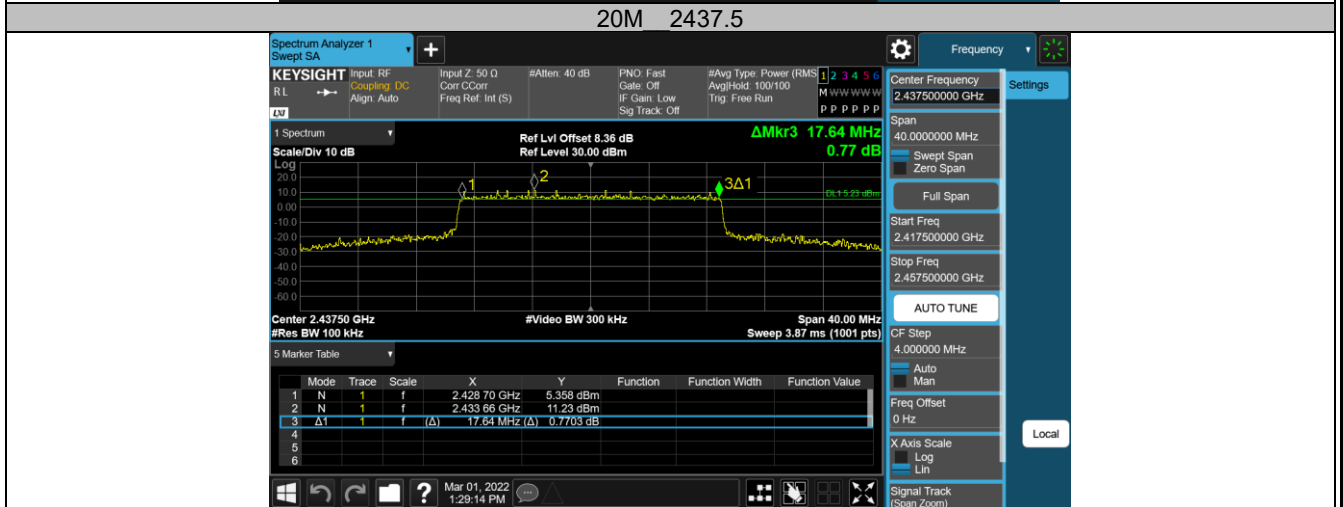 20M 2437.5
Spectrum Analyzer 1
Swept SA
+
Frequency
KEYSIGHT
RL
LXI
Input: RF
Coupling: DC
Align: Auto
Input Z: 50 Ω
Corr CCorr
Freq Ref: Int (S)
#Atten: 40 dB
PNO: Fast
Gate: Off
IF Gain: Low
Sig Track: Off
#Avg Type: Power (RMS
Avg|Hold: 100/100
Trig: Free Run
1 2 3 4 5 6
M W W W W W
P P P P P P
1 Spectrum
Scale/Div 10 dB
Ref Lvl Offset 8.36 dB
Ref Level 30.00 dBm
ΔMkr3 17.64 MHz
0.77 dB
Log
20.0
10.0
0.00
-10.0
-20.0
-30.0
-40.0
-50.0
-60.0
1
2
3Δ1
DL1 5.23 dBm
Center 2.43750 GHz
#Res BW 100 kHz
#Video BW 300 kHz
Span 40.00 MHz
Sweep 3.87 ms (1001 pts)
5 Marker Table
Mode Trace Scale X Y Function Function Width Function Value
1 N 1 f 2.428 70 GHz 5.358 dBm
2 N 1 f 2.433 66 GHz 11.23 dBm
3 Δ1 1 f (Δ) 17.64 MHz (Δ) 0.7703 dB
4
5
6
?
Mar 01, 2022
1:29:14 PM
Center Frequency
2.437500000 GHz
Span
40.0000000 MHz
Swept Span
Zero Span
Full Span
Start Freq
2.417500000 GHz
Stop Freq
2.457500000 GHz
AUTO TUNE
CF Step
4.000000 MHz
Auto
Man
Freq Offset
0 Hz
X Axis Scale
Log
Lin
Signal Track
(Span Zoom)
Settings
Local